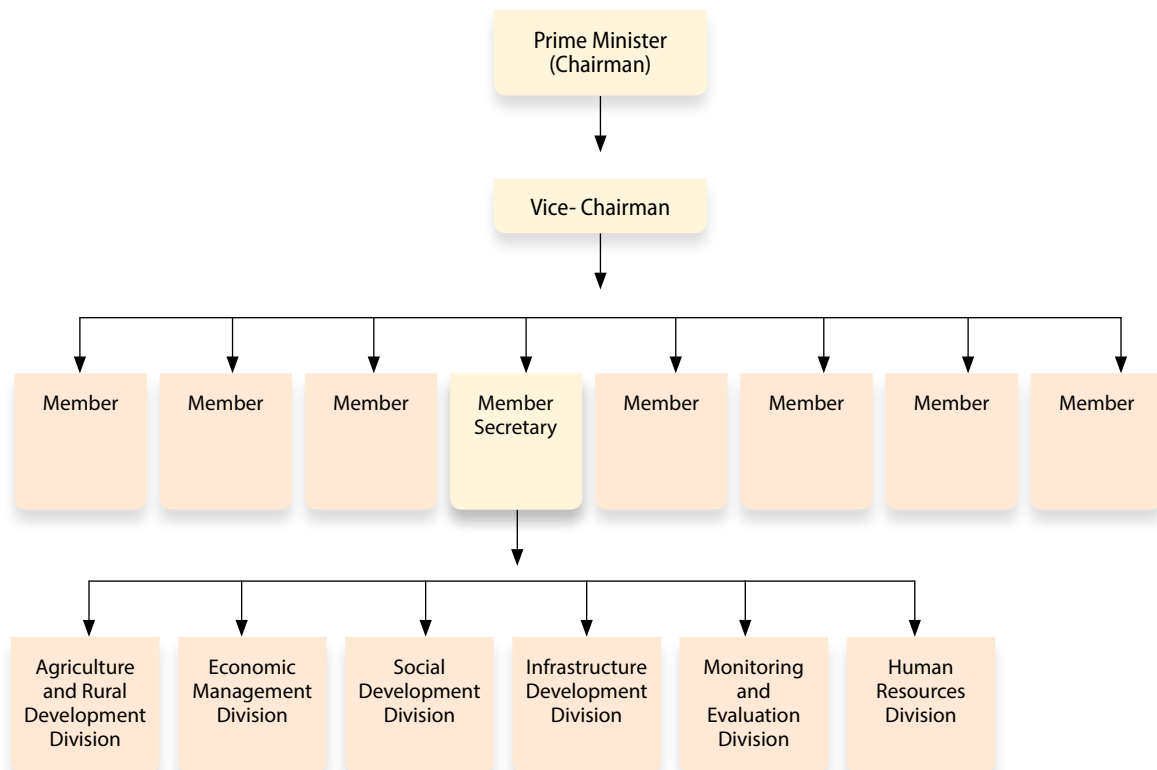 Prime Minister
(Chairman)
Vice- Chairman
Member
Member
Member
Member
Secretary
Member
Member
Member
Member
Agriculture
and Rural
Development
Division
Economic
Management
Division
Social
Development
Division
Infrastructure
Development
Division
Monitoring
and
Evaluation
Division
Human
Resources
Division